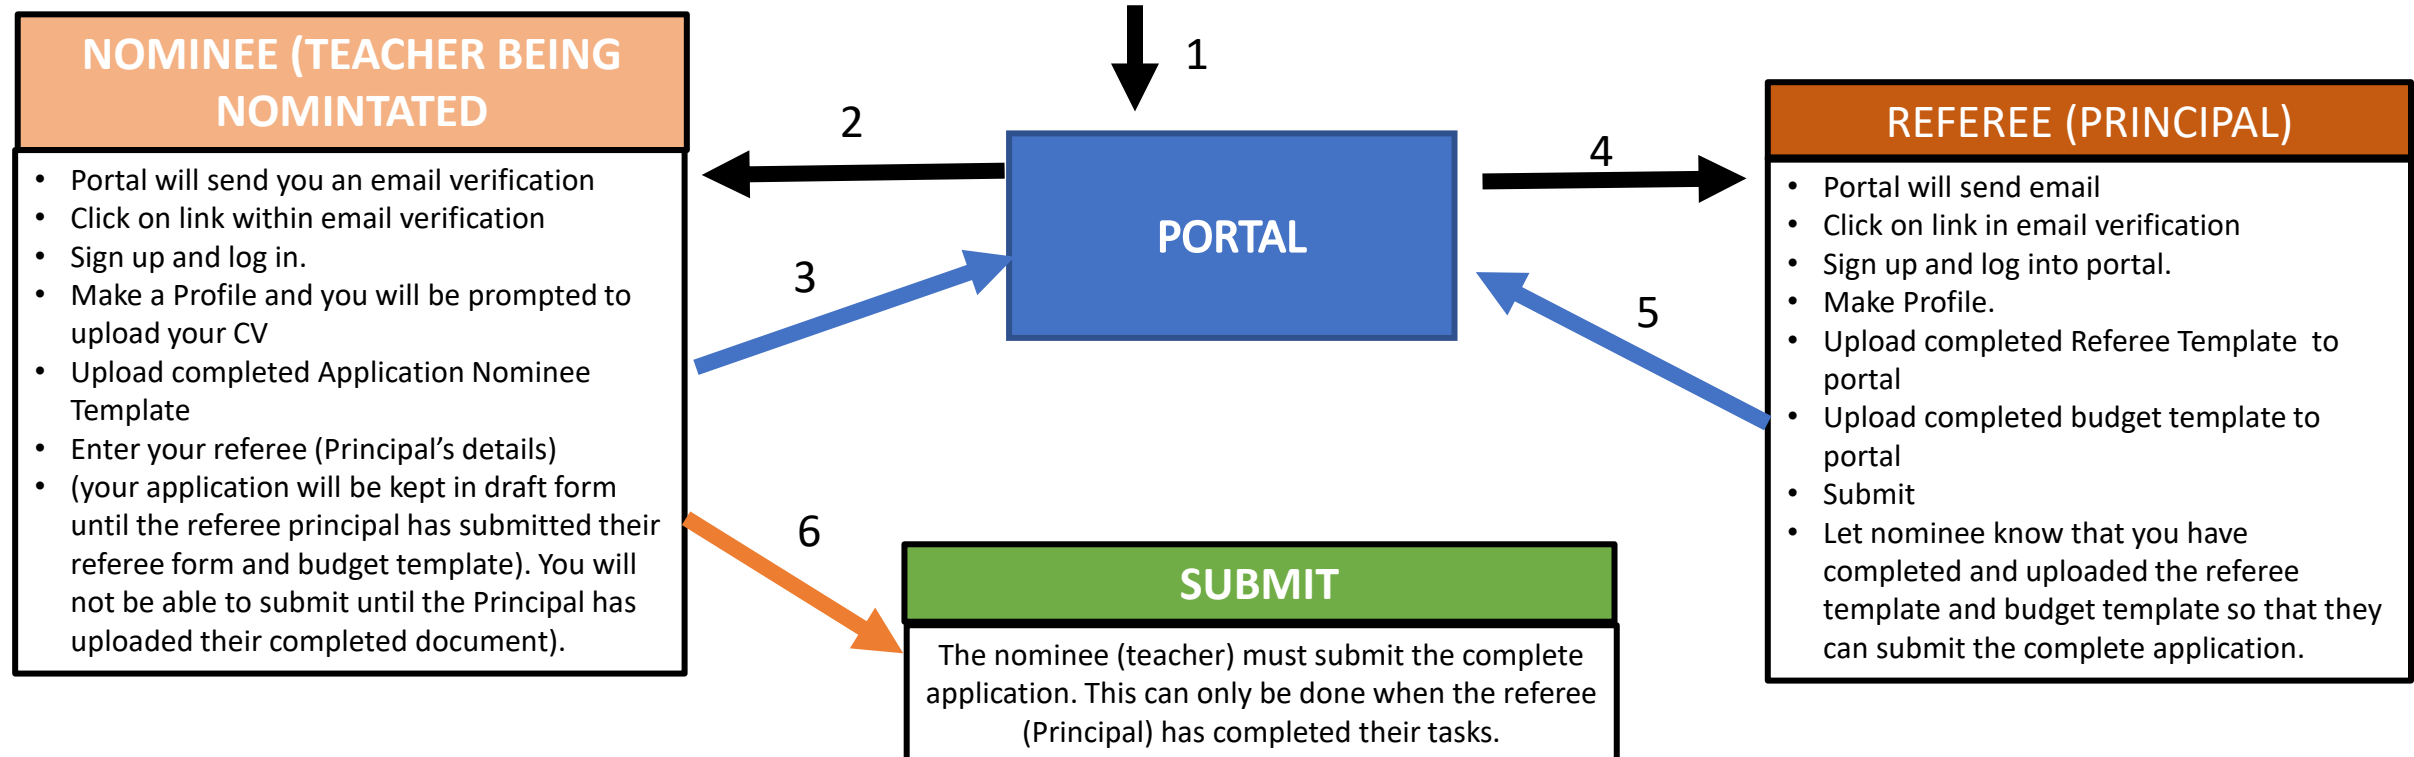 NOMINEE (TEACHER BEING
NOMINTATED
• Portal will send you an email verification
• Click on link within email verification
• Sign up and log in.
• Make a Profile and you will be prompted to
upload your CV
• Upload completed Application Nominee
Template
• Enter your referee (Principal’s details)
• (your application will be kept in draft form
until the referee principal has submitted their
referee form and budget template). You will
not be able to submit until the Principal has
uploaded their completed document).
1
2
3
PORTAL
4
5
6
REFEREE (PRINCIPAL)
• Portal will send email
• Click on link in email verification
• Sign up and log into portal.
• Make Profile.
• Upload completed Referee Template  to
portal
• Upload completed budget template to
portal
• Submit
• Let nominee know that you have
completed and uploaded the referee
template and budget template so that they
can submit the complete application.
SUBMIT
The nominee (teacher) must submit the complete
application. This can only be done when the referee
(Principal) has completed their tasks.